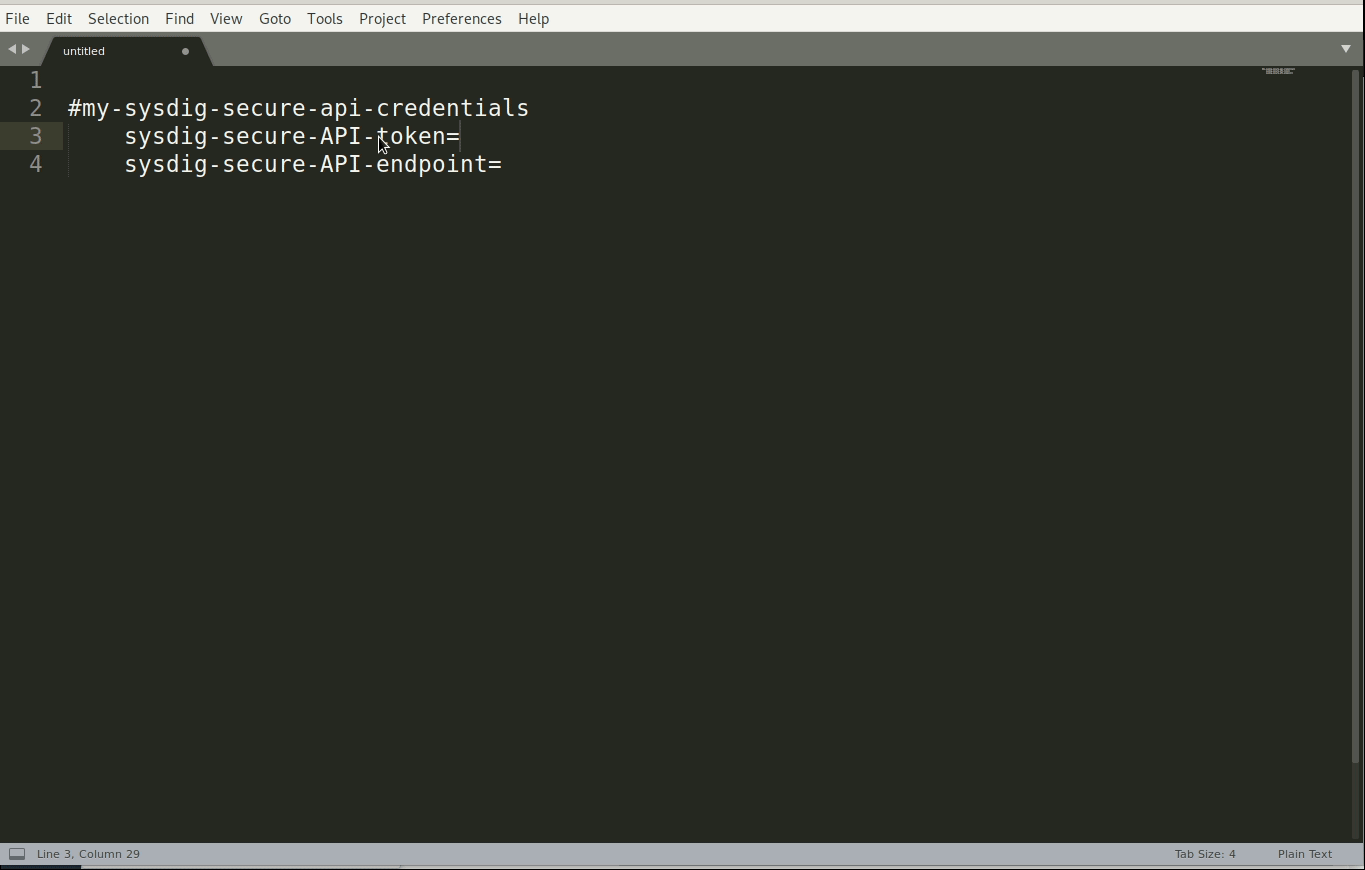 File Edit Selection Find View Goto Tools Project Preferences Help
untitled
1
2 #my-sysdig-secure-api-credentials
3 sysdig-secure-API-token=
4 sysdig-secure-API-endpoint=
Line 3, Column 29 Tab Size: 4 Plain Text